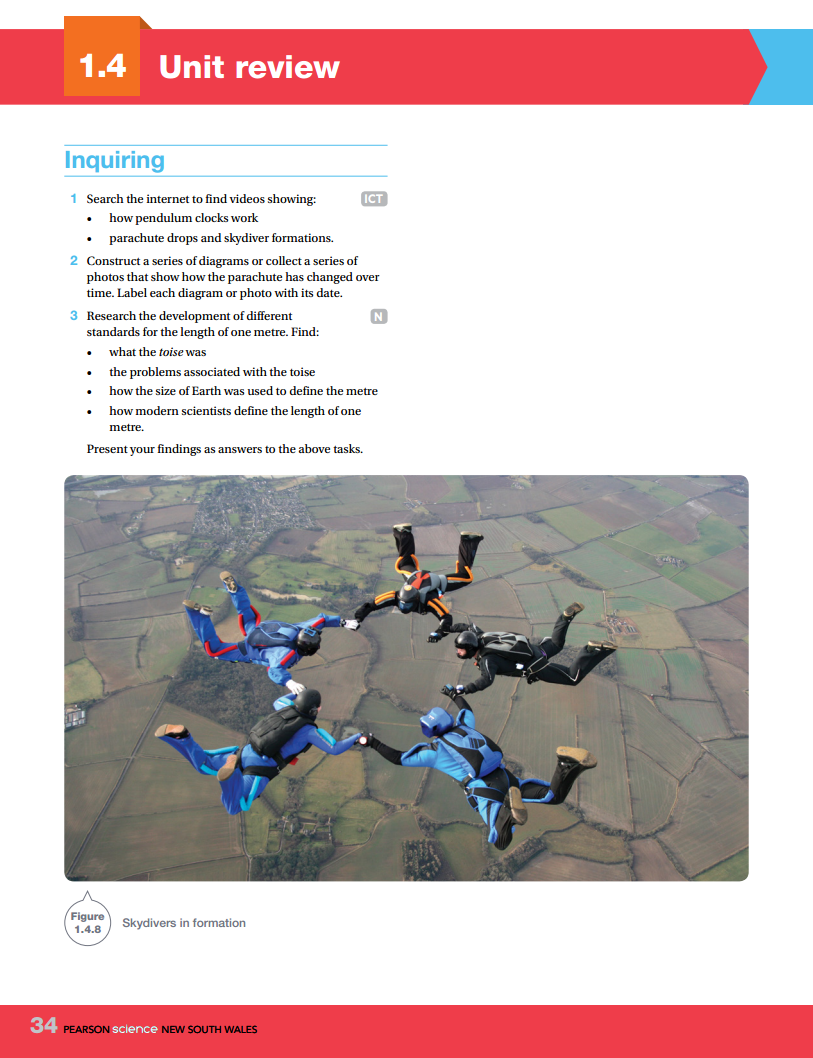 1.4 Unit review
Inquiring
1 Search the internet to find videos showing: ICT
• how pendulum clocks work
• parachute drops and skydiver formations.
2 Construct a series of diagrams or collect a series of
photos that show how the parachute has changed over
time. Label each diagram or photo with its date.
3 Research the development of different N
standards for the length of one metre. Find:
• what the toise was
• the problems associated with the toise
• how the size of Earth was used to define the metre
• how modern scientists define the length of one
metre.
Present your findings as answers to the above tasks.
Figure
1.4.8
Skydivers in formation
34 PEARSON science NEW SOUTH WALES